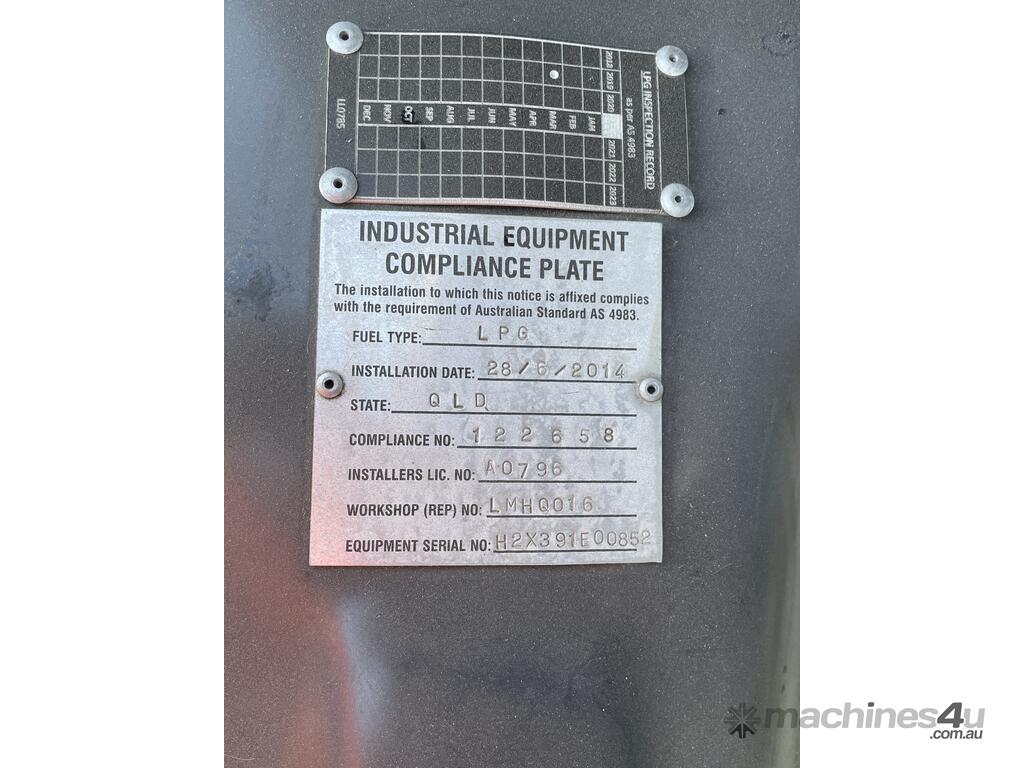 LPG INSPECTION RECORD
as per AS 4983
2018 2019 2020 2021 2022 2023
JAN
FEB
MAR
APR
MAY
JUN
JUL
AUG
SEP
OCT
NOV
DEC
LL0785
INDUSTRIAL EQUIPMENT
COMPLIANCE PLATE
The installation to which this notice is affixed complies
with the requirement of Australian Standard AS 4983.
FUEL TYPE: LPG
INSTALLATION DATE: 28/6/2014
STATE: QLD
COMPLIANCE NO: 122658
INSTALLERS LIC. NO: A0796
WORKSHOP (REP) NO: LMHQ016
EQUIPMENT SERIAL NO: H2X391E00852
machines4u
.com.au